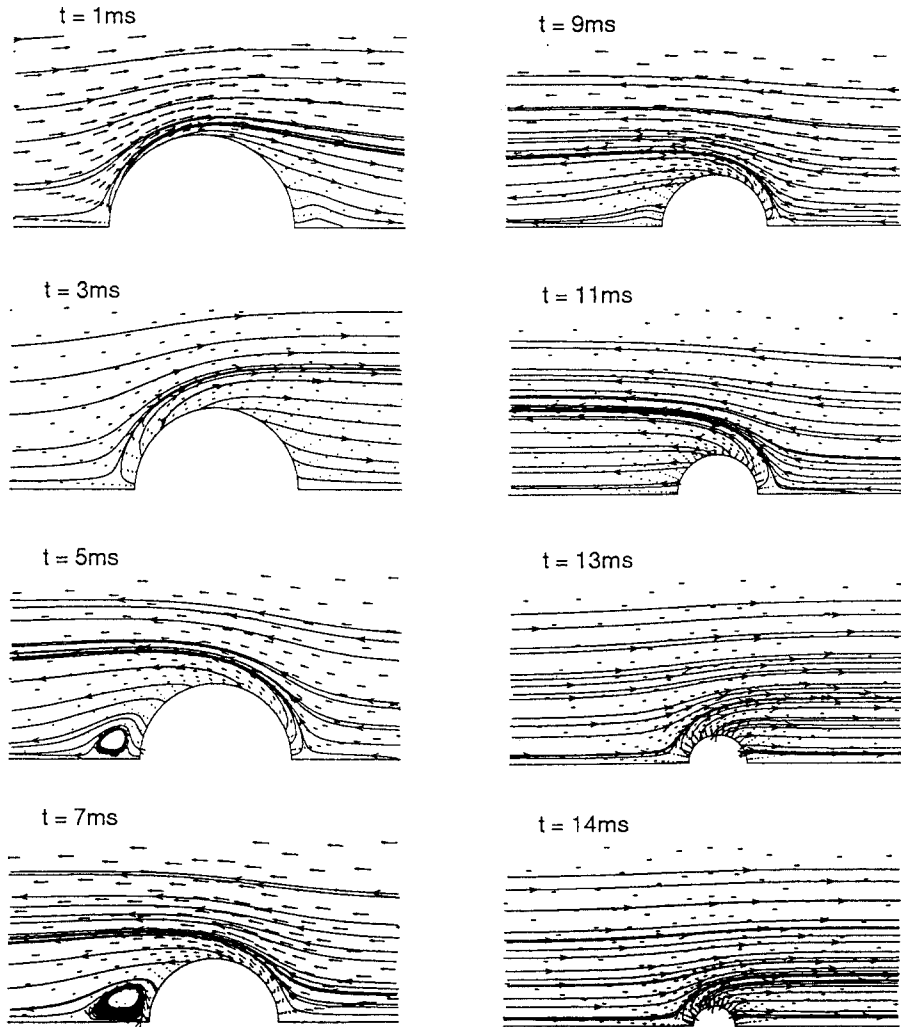 t = 1ms
t = 3ms
t = 5ms
t = 7ms
t = 9ms
t = 11ms
t = 13ms
t = 14ms